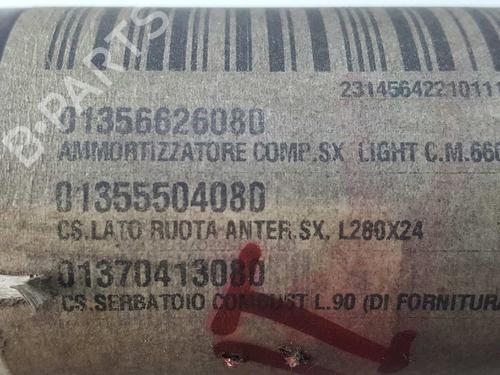 B-PARTS
2314564221011
01356626080
AMMORTIZZATORE COMP.SX LIGHT C.M.660
01355504080
CS.LATO RUOTA ANTER.SX. L280X24
01370413080
CS.SERBATOIO COMBUST L.90 (DI FORNITURA